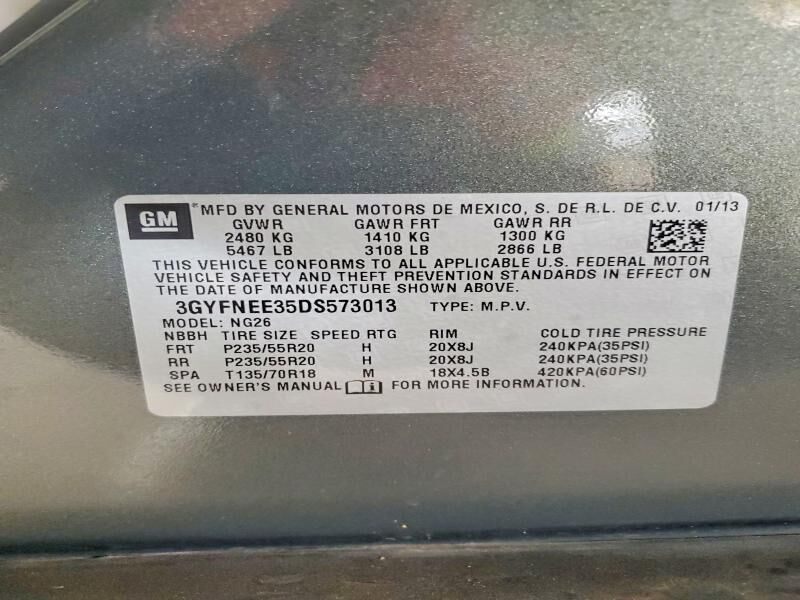 GM *MFD BY GENERAL MOTORS DE MEXICO, S. DE R.L. DE C.V. 01/13
GVWR GAWR FRT GAWR RR
2480 KG 1410 KG 1300 KG
5467 LB 3108 LB 2866 LB
THIS VEHICLE CONFORMS TO ALL APPLICABLE U.S. FEDERAL MOTOR
VEHICLE SAFETY AND THEFT PREVENTION STANDARDS IN EFFECT ON
THE DATE OF MANUFACTURE SHOWN ABOVE.
3GYFNEE35DS573013 TYPE: M.P.V.
MODEL: NG26
NBBH TIRE SIZE SPEED RTG RIM COLD TIRE PRESSURE
FRT P235/55R20 H 20X8J 240KPA(35PSI)
RR P235/55R20 H 20X8J 240KPA(35PSI)
SPA T135/70R18 M 18X4.5B 420KPA(60PSI)
SEE OWNER'S MANUAL FOR MORE INFORMATION.